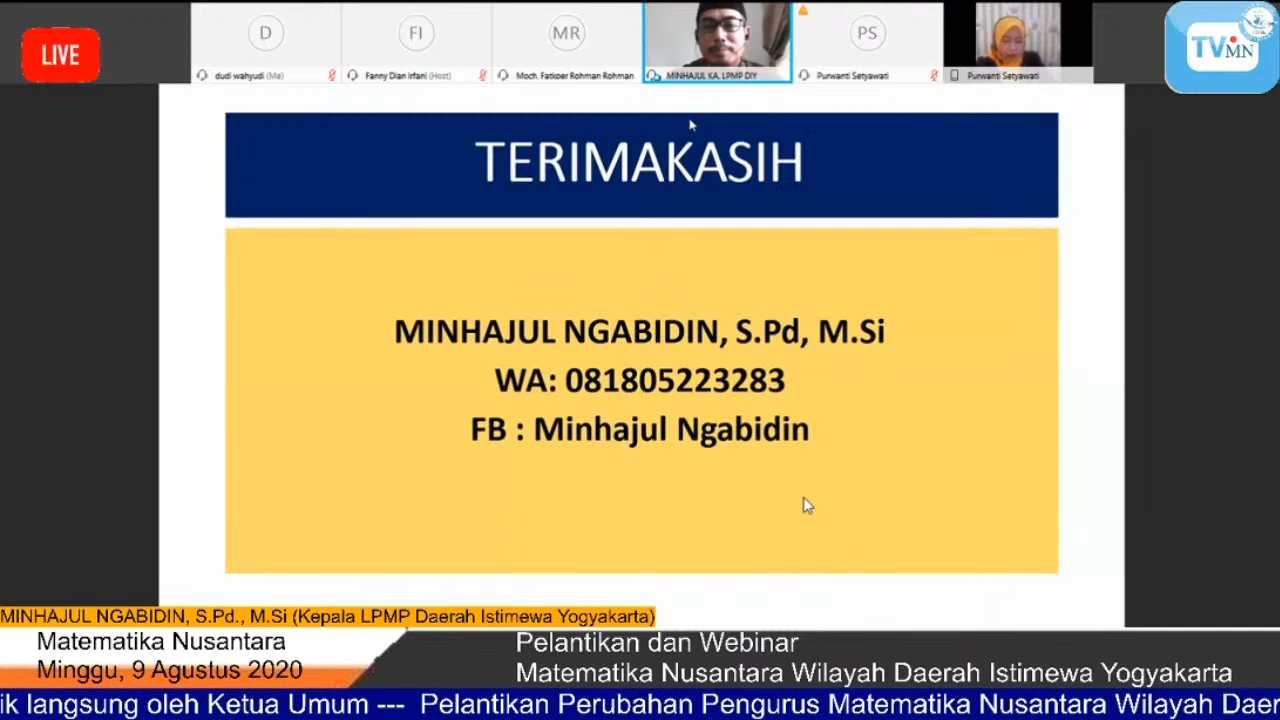 LIVE
D
FI
MR
PS
dudi wahyudi (Me)
Fanny Dian Irfani (Host)
Moch. Fatkoer Rohman Rohman
MINHAJUL KA. LPMP DIY
Purwanti Setyawati
Purwanti Setyawati
TVMN
TERIMAKASIH
MINHAJUL NGABIDIN, S.Pd, M.Si
WA: 081805223283
FB : Minhajul Ngabidin
MINHAJUL NGABIDIN, S.Pd., M.Si (Kepala LPMP Daerah Istimewa Yogyakarta)
Matematika Nusantara
Minggu, 9 Agustus 2020
Pelantikan dan Webinar
Matematika Nusantara Wilayah Daerah Istimewa Yogyakarta
ik langsung oleh Ketua Umum --- Pelantikan Perubahan Pengurus Matematika Nusantara Wilayah Daer